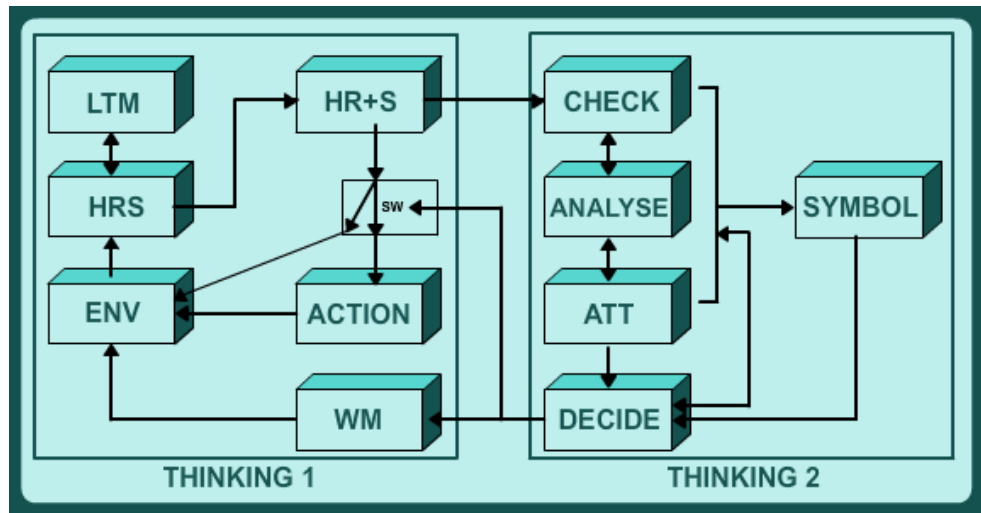 LTM
HR+S
CHECK
HRS
SW
ANALYSE
SYMBOL
ENV
ACTION
ATT
WM
DECIDE
THINKING 1
THINKING 2